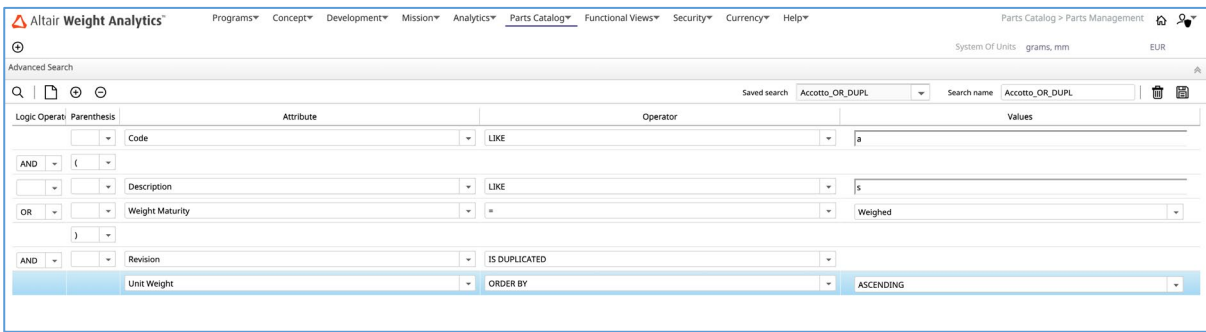 Altair Weight Analytics™ Programs Concept Development Mission Analytics Parts Catalog Functional Views Security Currency Help Parts Catalog > Parts Management
System Of Units grams, mm EUR
Advanced Search
Saved search Accotto_OR_DUPL Search name Accotto_OR_DUPL
Logic Operato Parenthesis Attribute Operator Values
Code LIKE a
AND (
Description LIKE s
OR Weight Maturity = Weighed
)
AND Revision IS DUPLICATED
Unit Weight ORDER BY ASCENDING